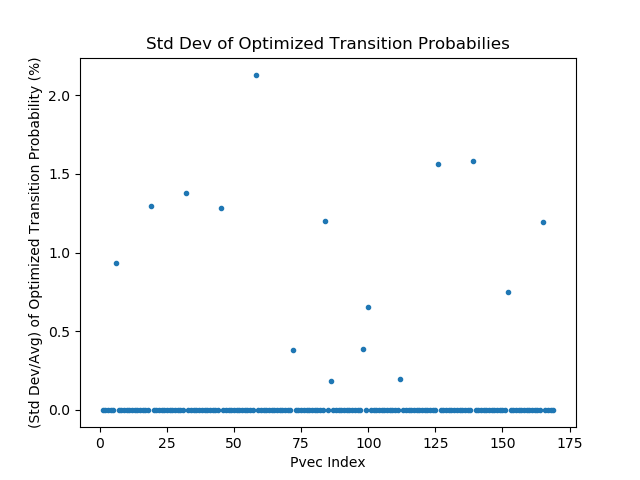 Std Dev of Optimized Transition Probabilies
(Std Dev/Avg) of Optimized Transition Probability (%)
2.0
1.5
1.0
0.5
0.0
0 25 50 75 100 125 150 175
Pvec Index